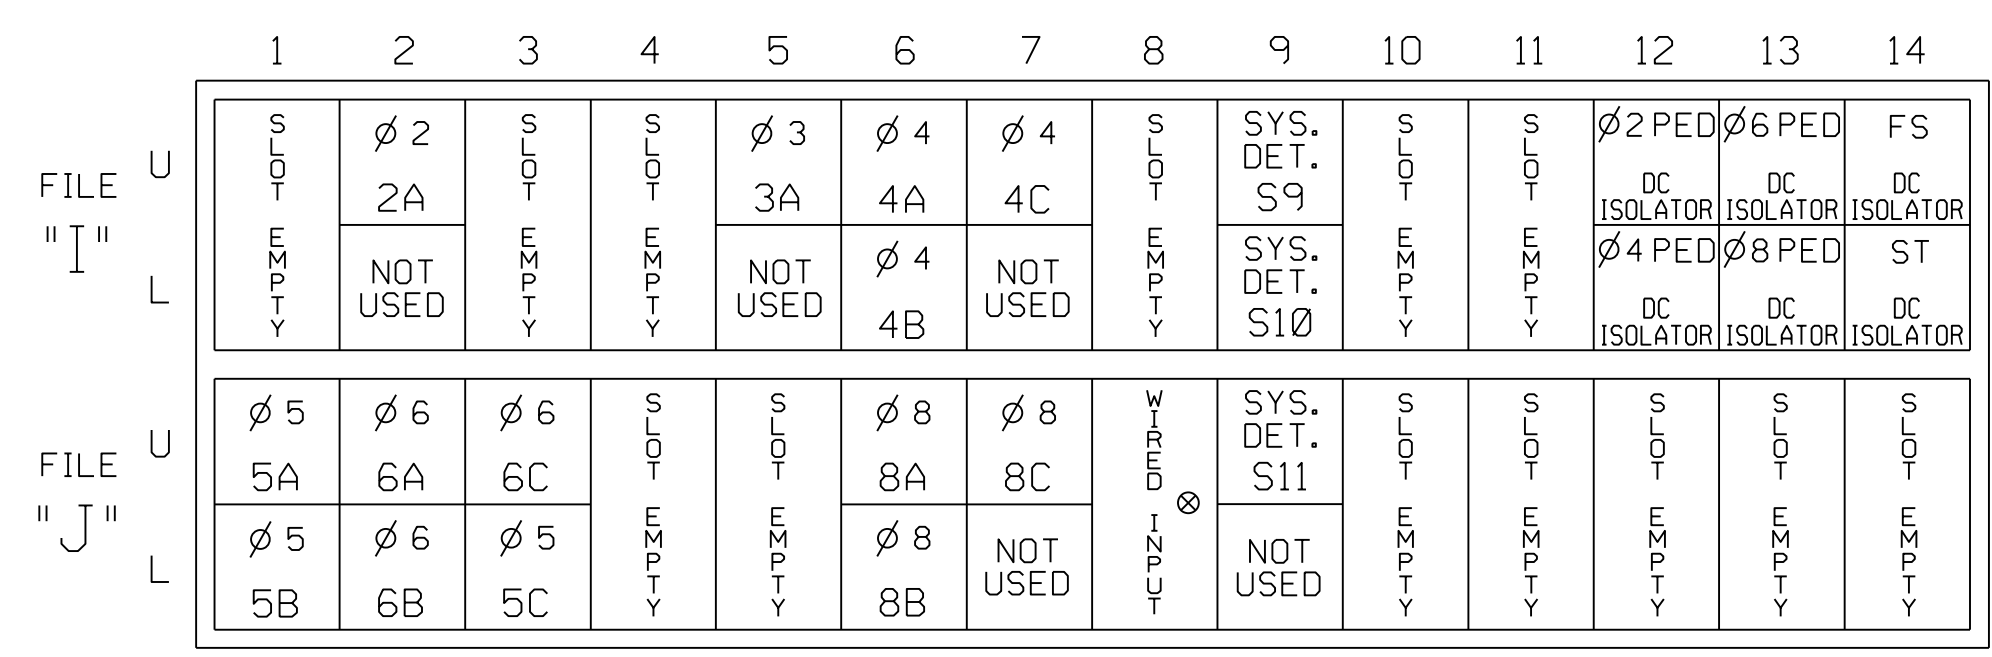 1 2 3 4 5 6 7 8 9 10 11 12 13 14
FILE "I"
U
L
SLOT EMPTY
Ø 2
2A
NOT
USED
SLOT EMPTY
SLOT EMPTY
Ø 3
3A
NOT
USED
Ø 4
4A
Ø 4
4B
Ø 4
4C
NOT
USED
SLOT EMPTY
SYS.
DET.
S9
SYS.
DET.
S10
SLOT EMPTY
SLOT EMPTY
Ø2 PED
DC
ISOLATOR
Ø4 PED
DC
ISOLATOR
Ø6 PED
DC
ISOLATOR
Ø8 PED
DC
ISOLATOR
FS
DC
ISOLATOR
ST
DC
ISOLATOR
FILE "J"
U
L
Ø 5
5A
Ø 5
5B
Ø 6
6A
Ø 6
6B
Ø 6
6C
Ø 5
5C
SLOT EMPTY
SLOT EMPTY
Ø 8
8A
Ø 8
8B
Ø 8
8C
NOT
USED
WIRED INPUT ⊗
SYS.
DET.
S11
NOT
USED
SLOT EMPTY
SLOT EMPTY
SLOT EMPTY
SLOT EMPTY
SLOT EMPTY